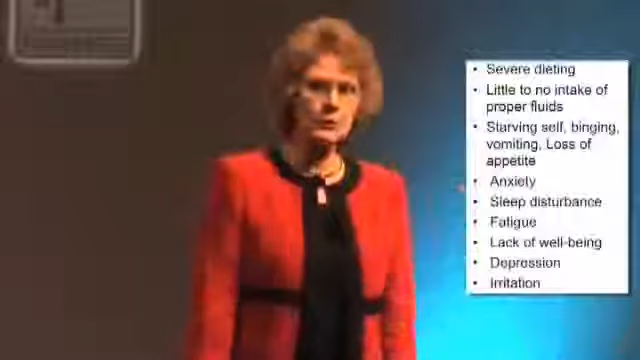 • Severe dieting
• Little to no intake of
proper fluids
• Starving self, binging,
vomiting, Loss of
appetite
• Anxiety
• Sleep disturbance
• Fatigue
• Lack of well-being
• Depression
• Irritation